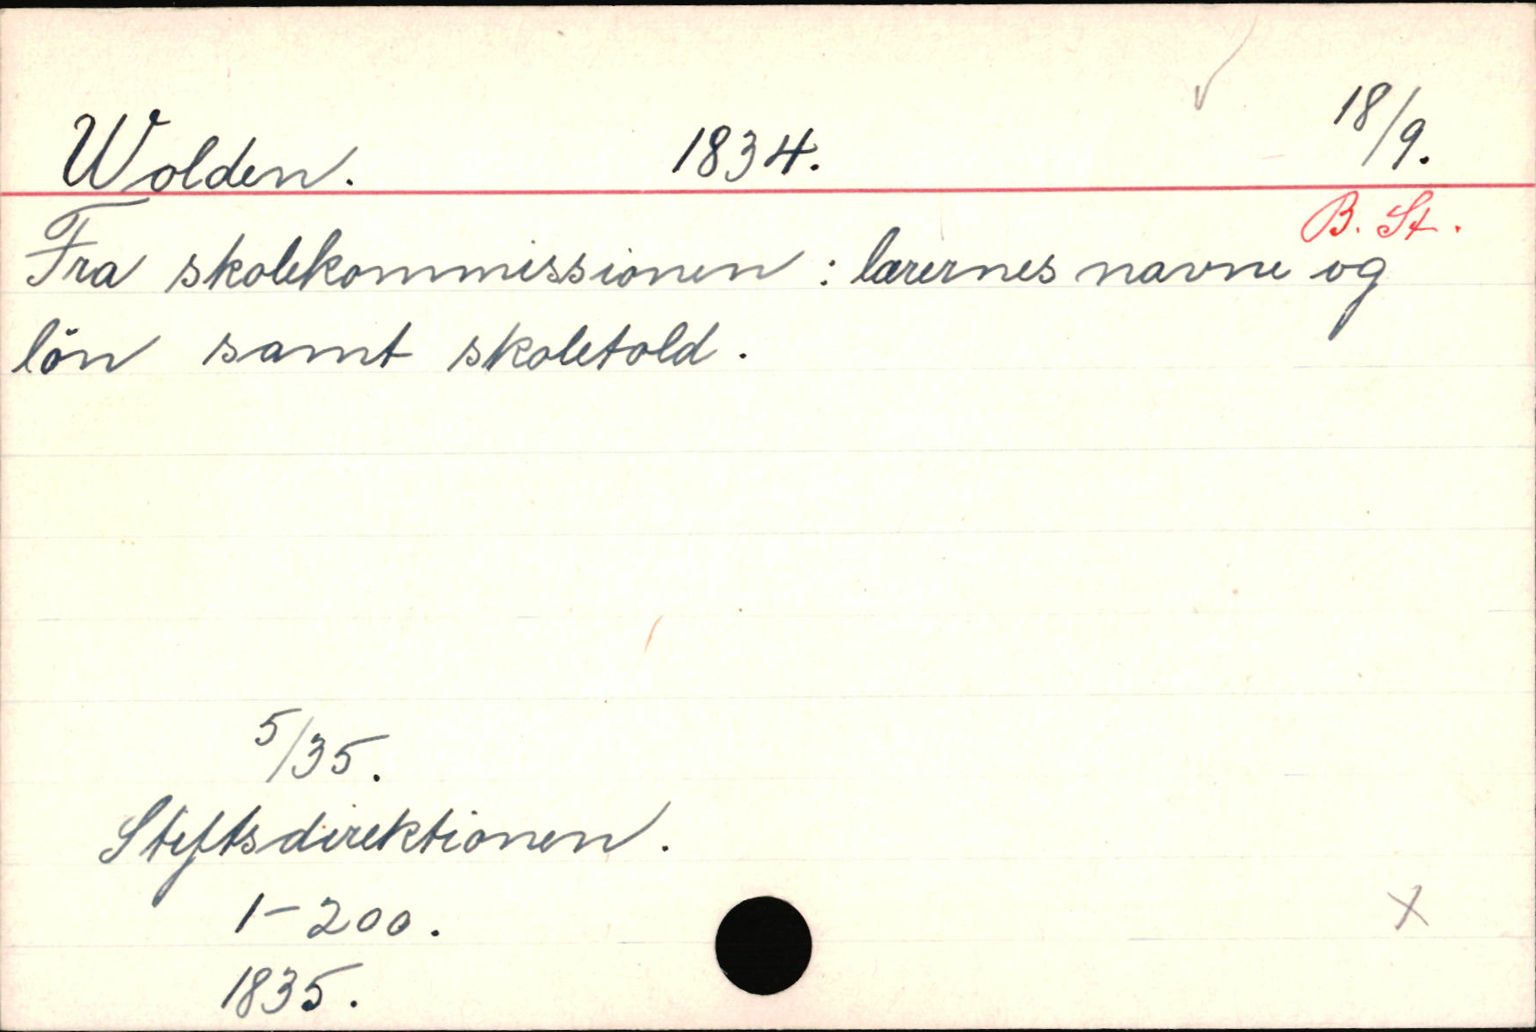 Wolden. 1834. 18/9.
B. St.
Fra skolekommissionen : lærernes navne og
lön samt skoletold.
5/35.
Stiftsdirektionen.
1-200.
1835.
X